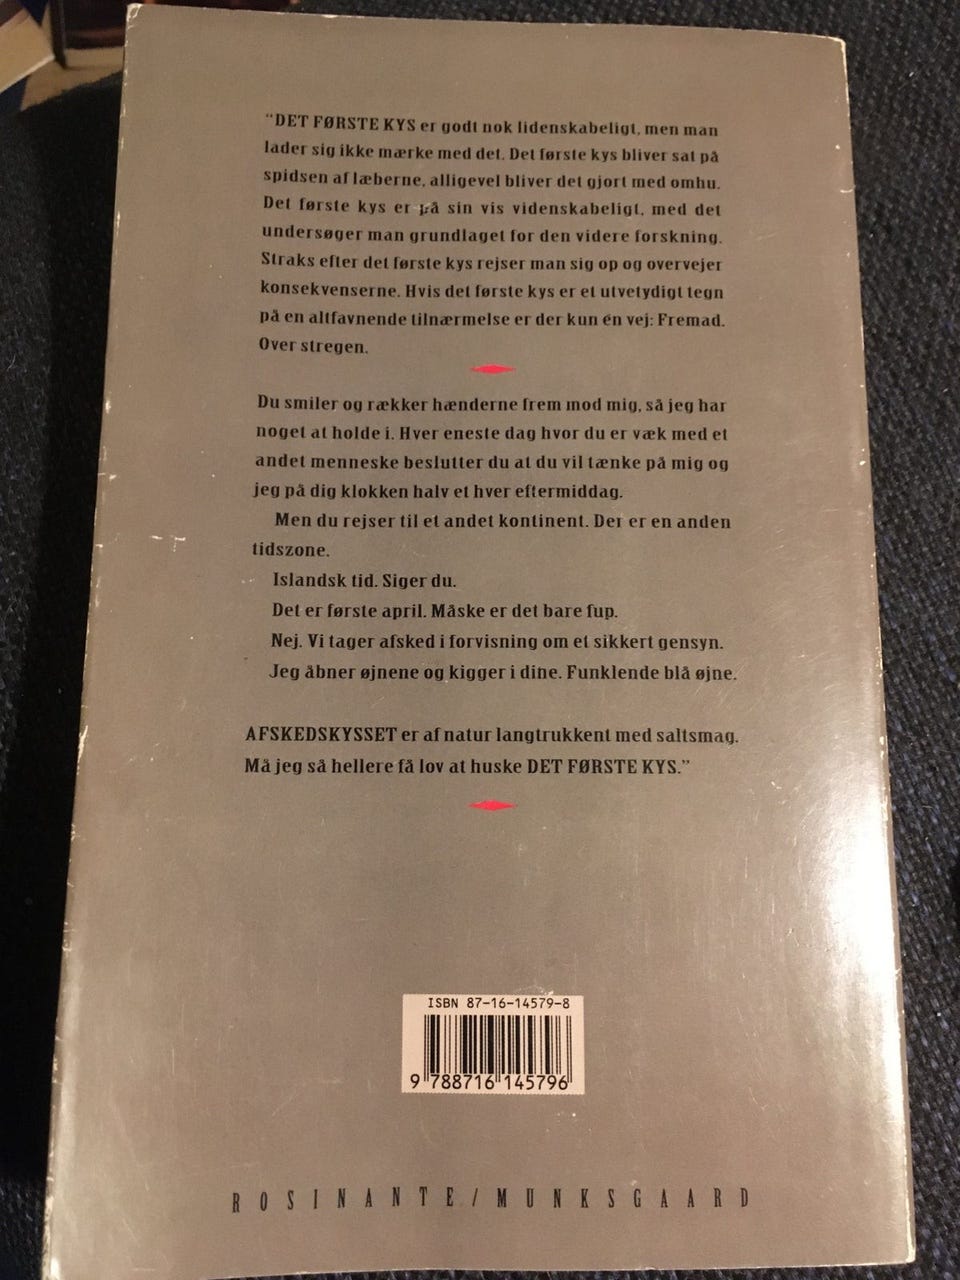 "DET FØRSTE KYS er godt nok lidenskabeligt, men man
lader sig ikke mærke med det. Det første kys bliver sat på
spidsen af læberne, alligevel bliver det gjort med omhu.
Det første kys er på sin vis videnskabeligt, med det
undersøger man grundlaget for den videre forskning.
Straks efter det første kys rejser man sig op og overvejer
konsekvenserne. Hvis det første kys er et utvetydigt tegn
på en altfavnende tilnærmelse er der kun én vej: Fremad.
Over stregen.
Du smiler og rækker hænderne frem mod mig, så jeg har
noget at holde i. Hver eneste dag hvor du er væk med et
andet menneske beslutter du at du vil tænke på mig og
jeg på dig klokken halv et hver eftermiddag.
Men du rejser til et andet kontinent. Der er en anden
tidszone.
Islandsk tid. Siger du.
Det er første april. Måske er det bare fup.
Nej. Vi tager afsked i forvisning om et sikkert gensyn.
Jeg åbner øjnene og kigger i dine. Funklende blå øjne.
AFSKEDSKYSSET er af natur langtrukkent med saltsmag.
Må jeg så hellere få lov at huske DET FØRSTE KYS."
ISBN 87-16-14579-8
9 788716 145796
ROSINANTE/MUNKSGAARD